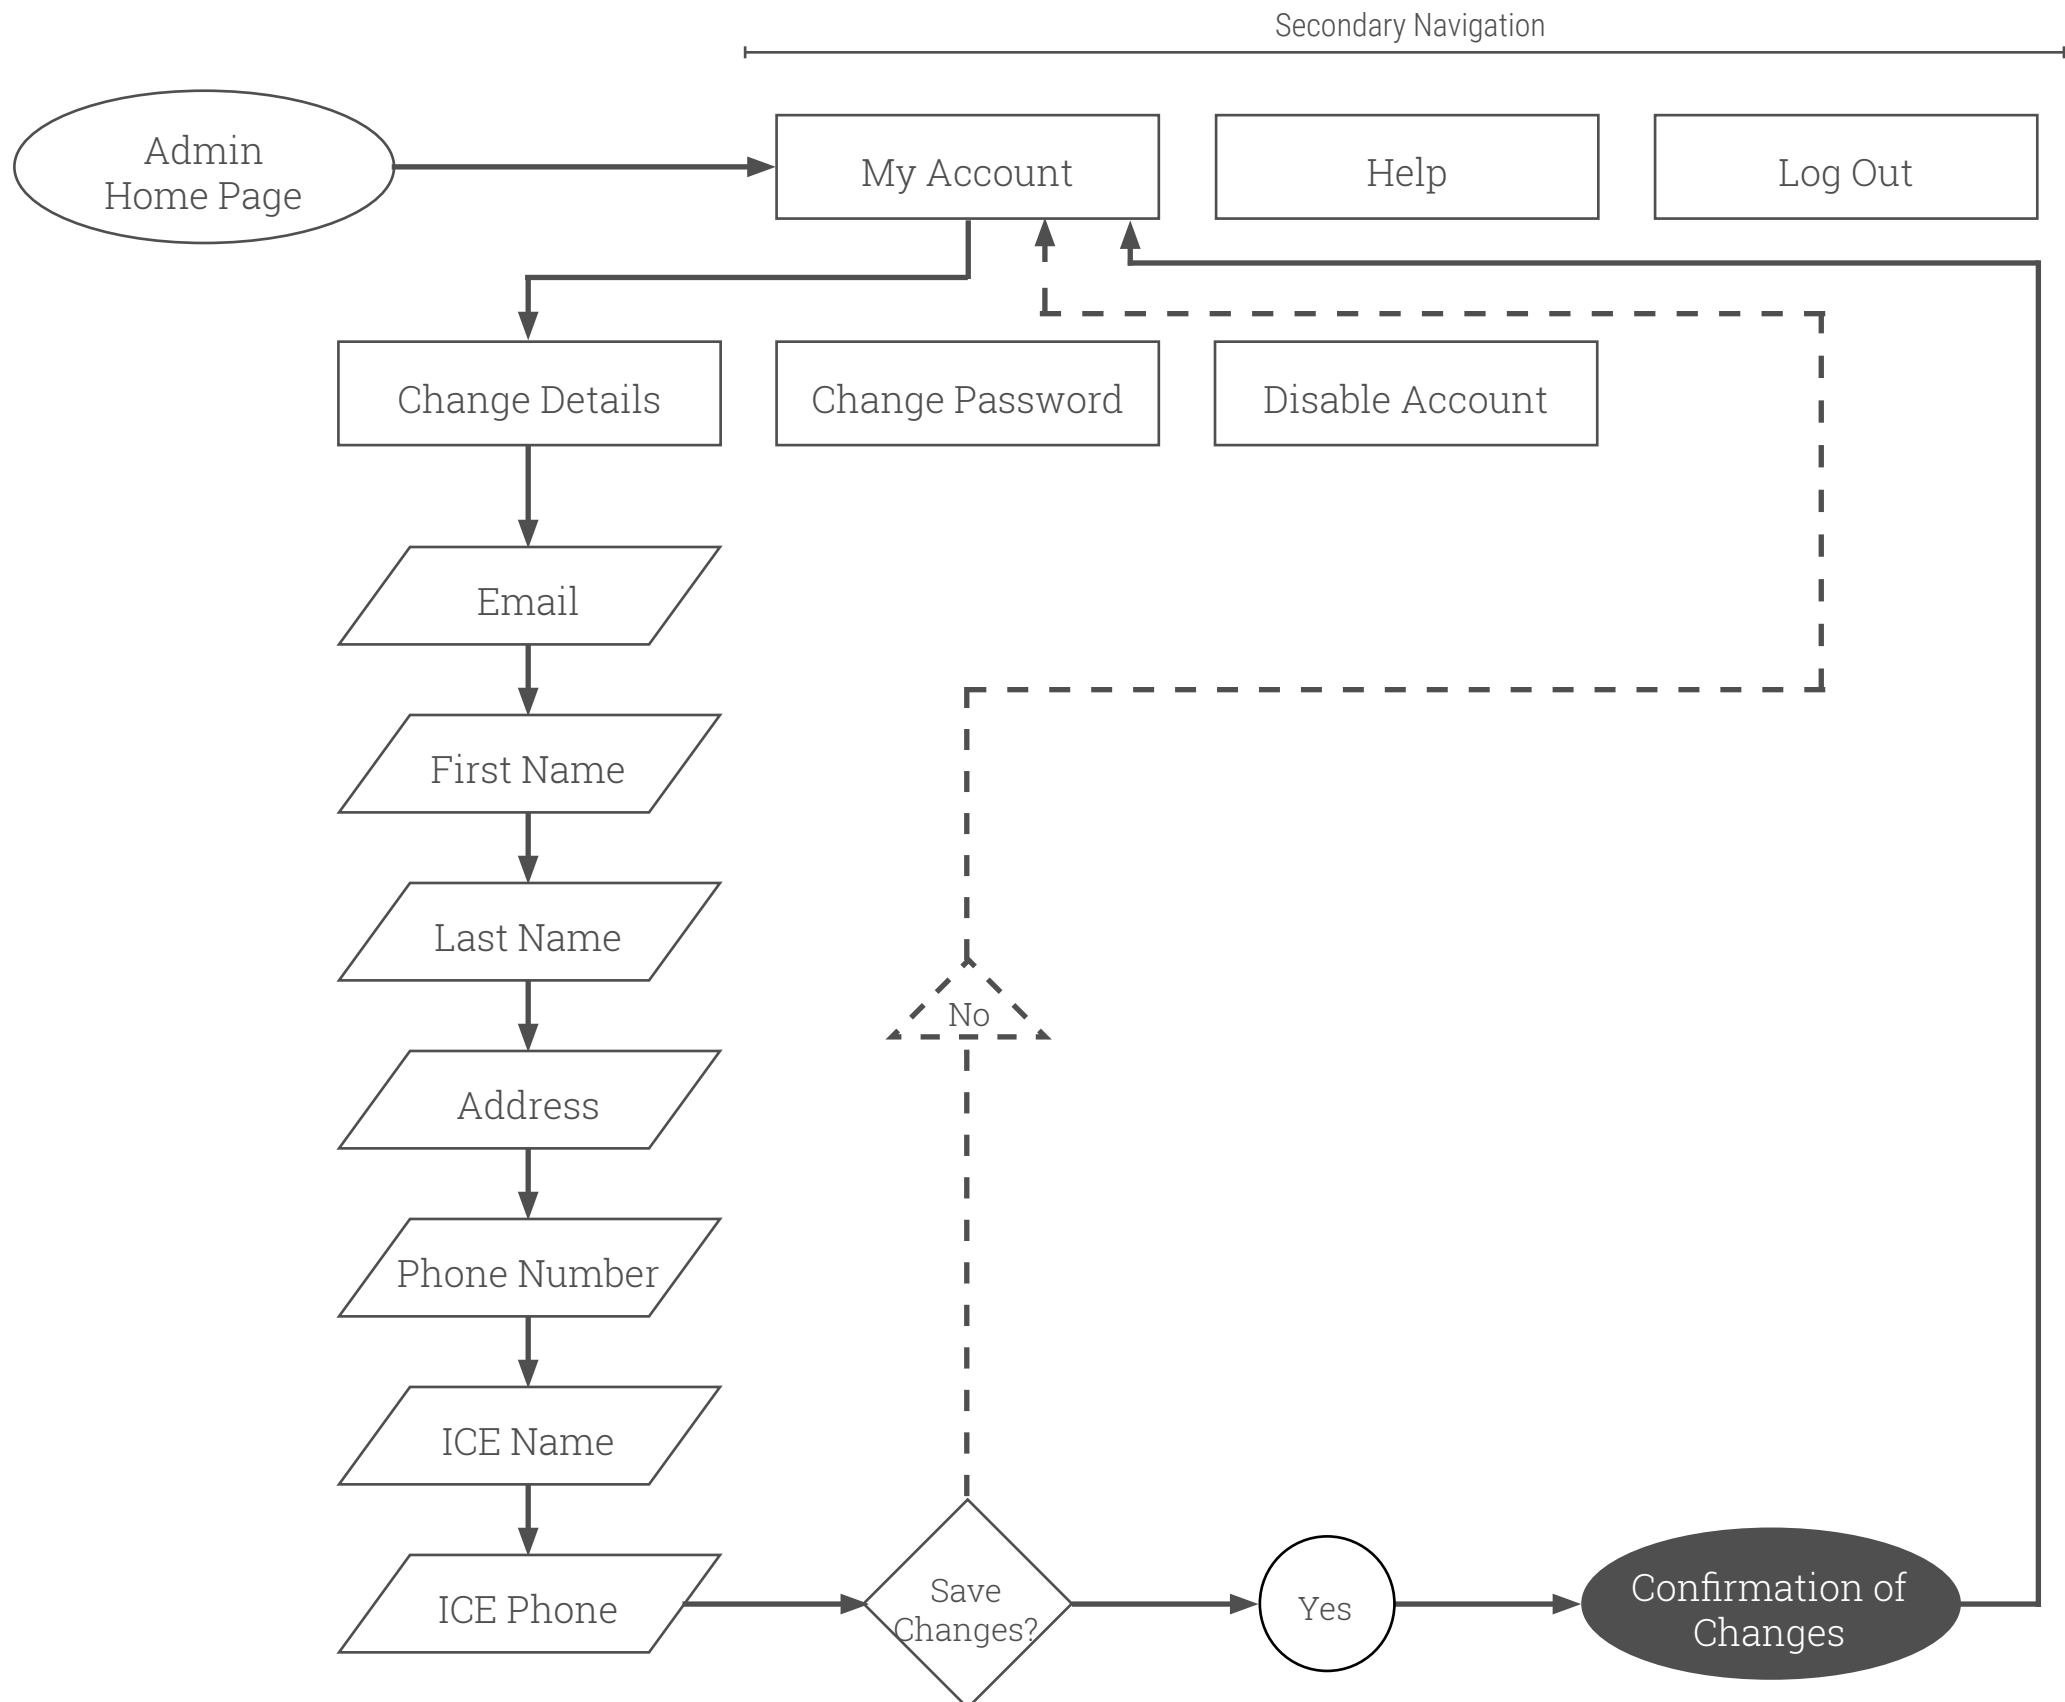 Secondary Navigation
Admin
Home Page
My Account
Help
Log Out
Change Details
Change Password
Disable Account
Email
First Name
Last Name
No
Address
Phone Number
ICE Name
ICE Phone
Save
Changes?
Yes
Confirmation of
Changes